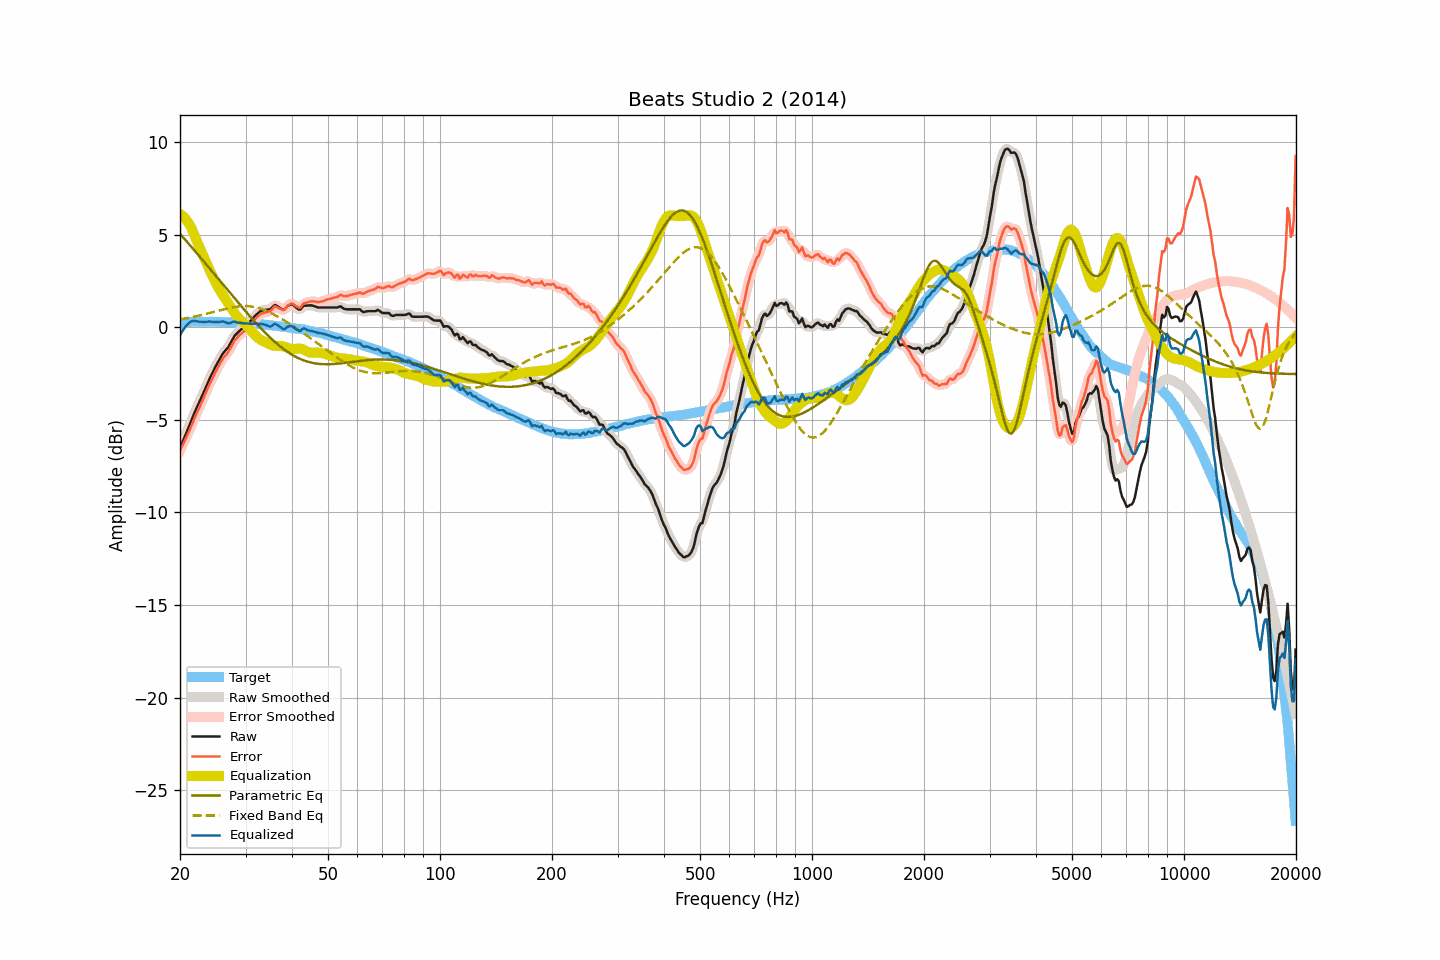 Beats Studio 2 (2014)
Amplitude (dBr)
10
5
0
−5
−10
−15
−20
−25
Target
Raw Smoothed
Error Smoothed
Raw
Error
Equalization
Parametric Eq
Fixed Band Eq
Equalized
20 50 100 200 500 1000 2000 5000 10000 20000
Frequency (Hz)